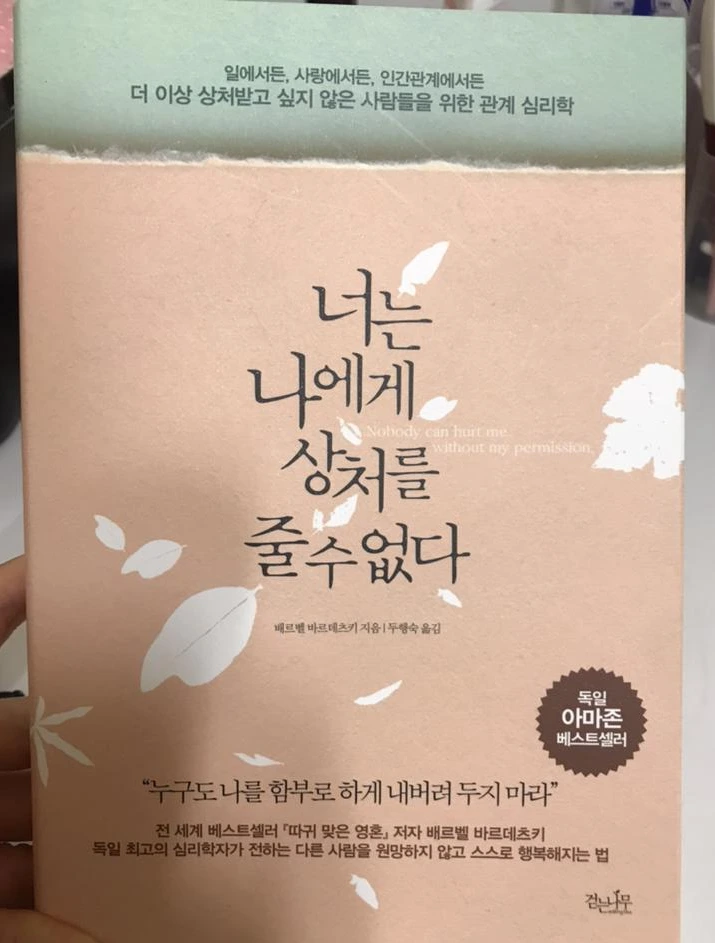 일에서든, 사랑에서든, 인간관계에서든
더 이상 상처받고 싶지 않은 사람들을 위한 관계 심리학
너는
나에게
상처를
줄 수 없다
Nobody can hurt me
without my permission.
배르벨 바르데츠키 지음 | 두행숙 옮김
독일
아마존
베스트셀러
“누구도 나를 함부로 하게 내버려 두지 마라”
전 세계 베스트셀러 『따귀 맞은 영혼』 저자 배르벨 바르데츠키
독일 최고의 심리학자가 전하는 다른 사람을 원망하지 않고 스스로 행복해지는 법
걷는나무